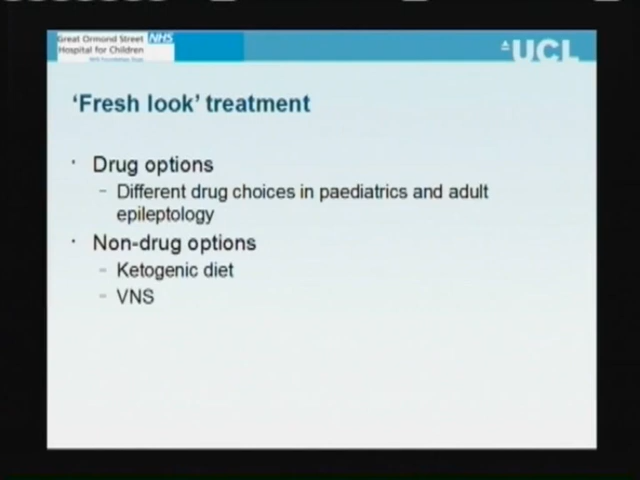 Great Ormond Street NHS
Hospital for Children
NHS Foundation Trust
UCL
‘Fresh look’ treatment
· Drug options
– Different drug choices in paediatrics and adult
epileptology
· Non-drug options
– Ketogenic diet
– VNS